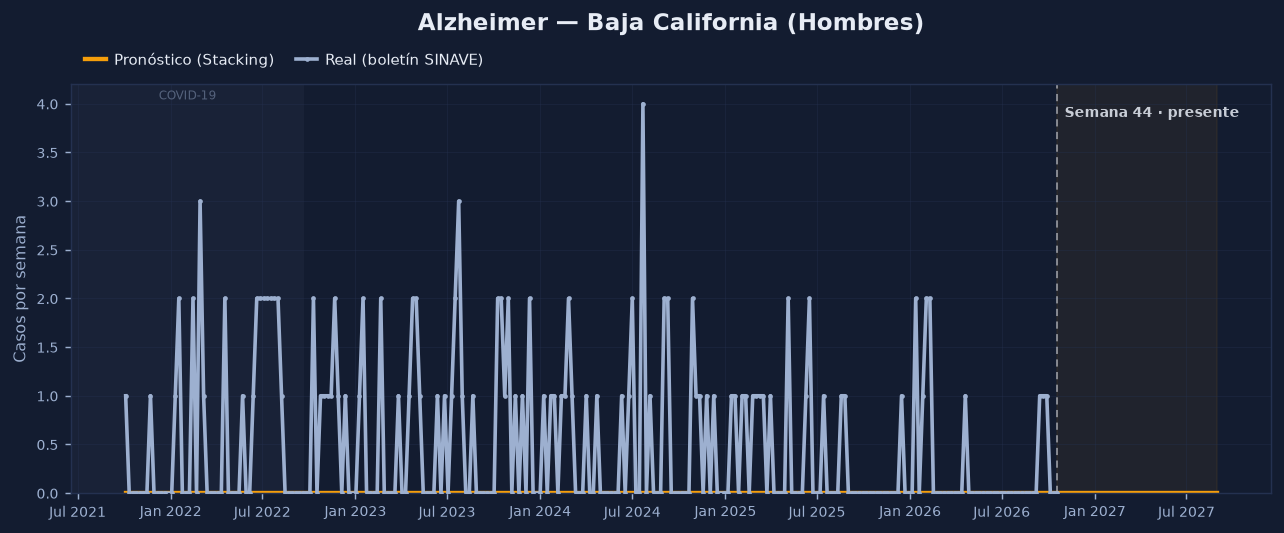 Alzheimer — Baja California (Hombres)
Pronóstico (Stacking)
Real (boletín SINAVE)
COVID-19
Semana 44 · presente
Casos por semana
4.0
3.5
3.0
2.5
2.0
1.5
1.0
0.5
0.0
Jul 2021
Jan 2022
Jul 2022
Jan 2023
Jul 2023
Jan 2024
Jul 2024
Jan 2025
Jul 2025
Jan 2026
Jul 2026
Jan 2027
Jul 2027